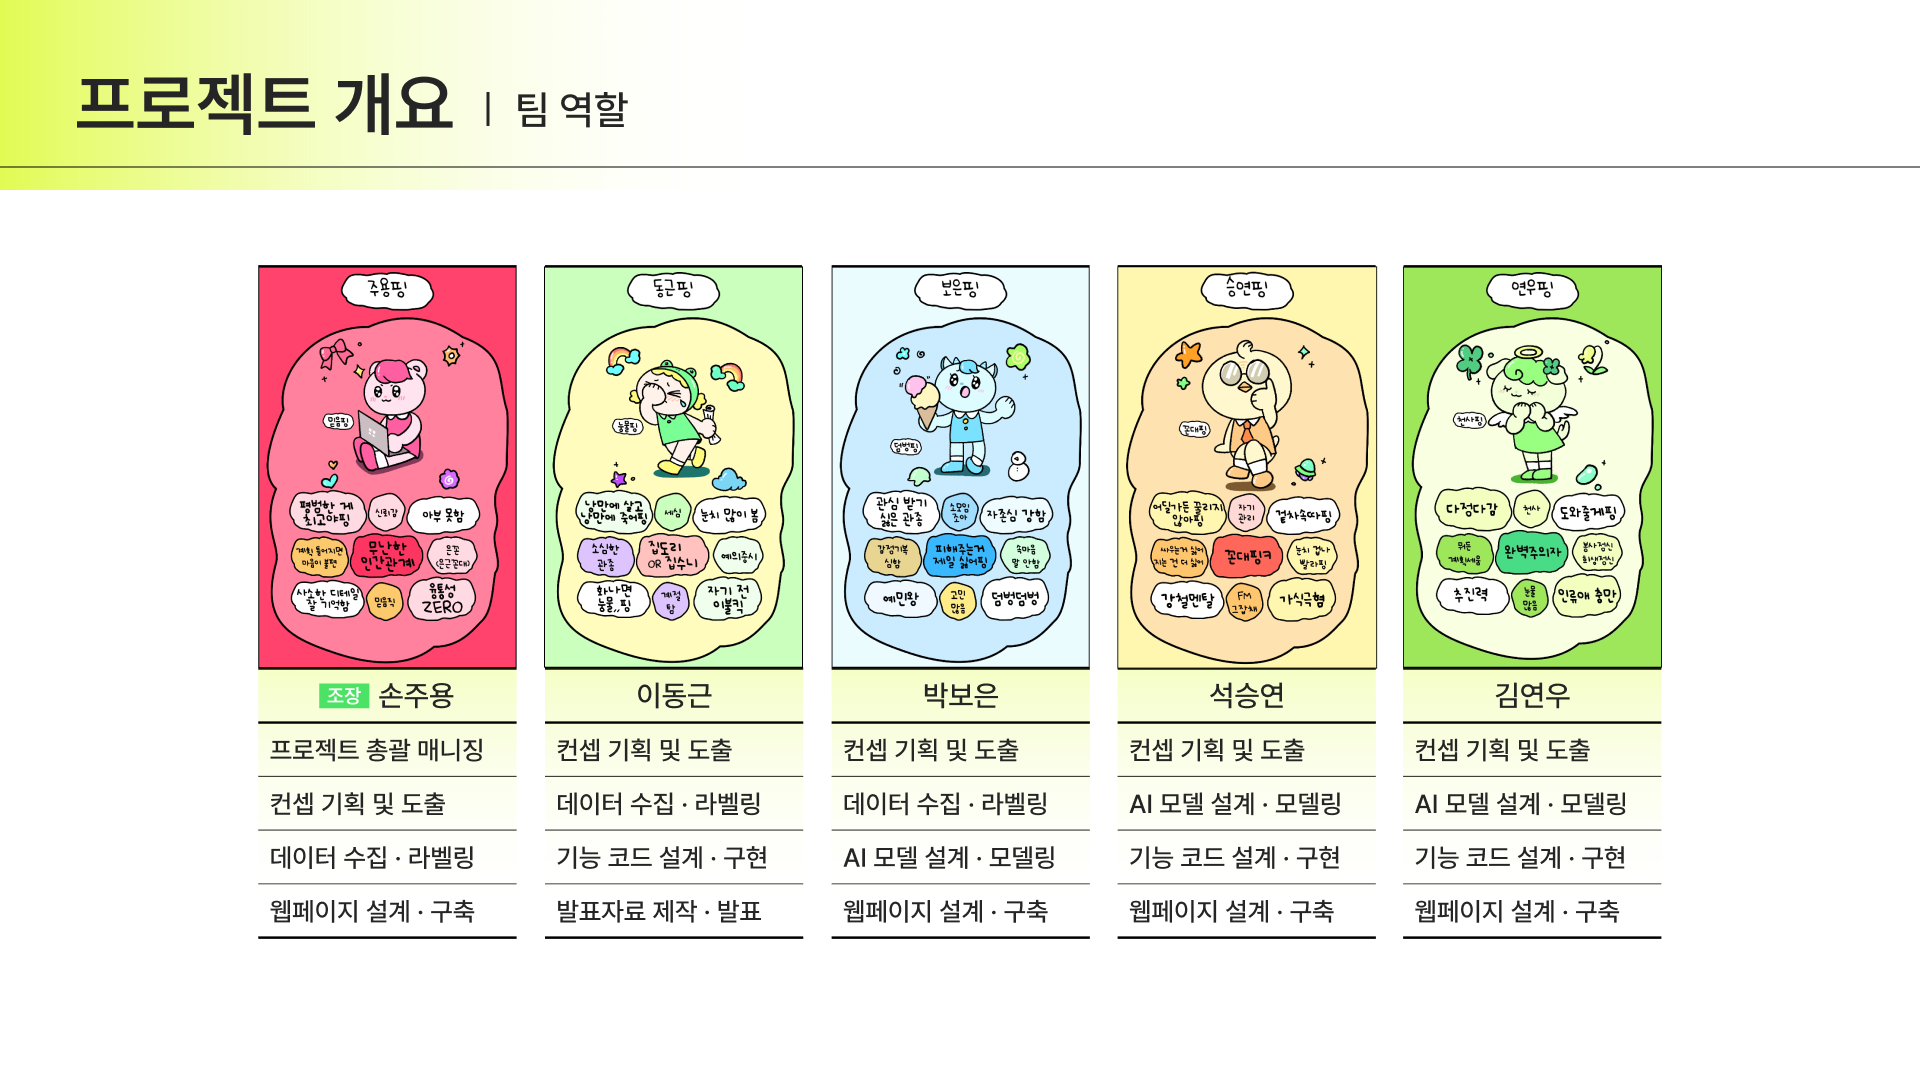 프로젝트 개요 | 팀 역할
주용핑
믿음핑
평범한 게
최고야핑
신뢰감
아부 못함
계획 틀어지면
마음이 불편
무난한
인간관계
은꼰
(은근꼰대)
사소한 디테일
잘 기억함
믿음직
융통성
ZERO
조장 손주용
프로젝트 총괄 매니징
컨셉 기획 및 도출
데이터 수집 · 라벨링
웹페이지 설계 · 구축
동근핑
눈물핑
낭만에 살고
낭만에 죽어핑
세심
눈치 많이 봄
소심한
관종
집도리
OR 집수니
예의중시
화나면
눈물,,핑
계절
탐
자기 전
이불킥
이동근
컨셉 기획 및 도출
데이터 수집 · 라벨링
기능 코드 설계 · 구현
발표자료 제작 · 발표
보은핑
덤벙핑
관심 받기
싫은 관종
소모임
조아
자존심 강함
감정기복
심함
피해주는거
제일 싫어핑
속마음
말 안함
예민왕
고민
많음
덤벙덤벙
박보은
컨셉 기획 및 도출
데이터 수집 · 라벨링
AI 모델 설계 · 모델링
웹페이지 설계 · 구축
승연핑
꼰대핑
어딜가든 꿀리지
않아핑
자기
관리
겉차속따핑
싸우는거 싫어
지는 건 더 싫어
꼰대핑ㅋ
눈치 겁나
빨라핑
강철멘탈
FM
그잡채
가식극혐
석승연
컨셉 기획 및 도출
AI 모델 설계 · 모델링
기능 코드 설계 · 구현
웹페이지 설계 · 구축
연우핑
천사핑
다정다감
천사
도와줄게핑
뭐든
계획세움
완벽주의자
봉사정신
희생정신
추진력
눈물
많음
인류애 충만
김연우
컨셉 기획 및 도출
AI 모델 설계 · 모델링
기능 코드 설계 · 구현
웹페이지 설계 · 구축